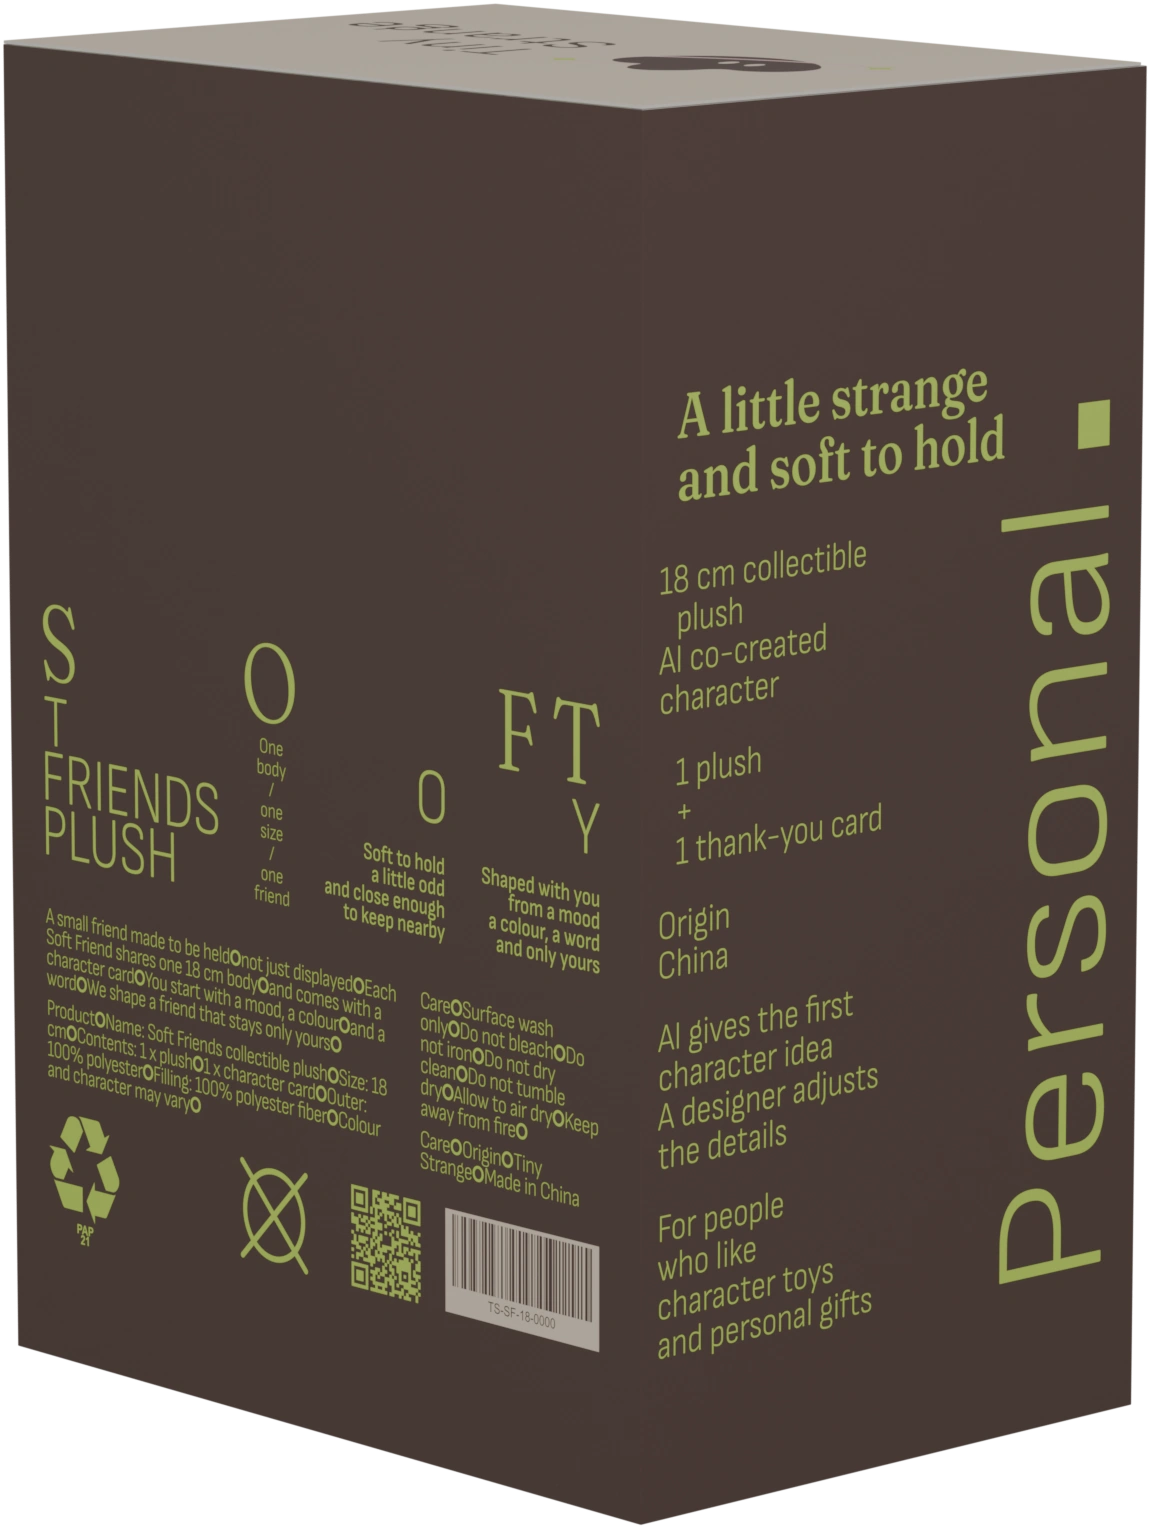 Tiny
Strange
S
T
FRIENDS
PLUSH
O
One
body
/
one
size
/
one
friend
O
Soft to hold
a little odd
and close enough
to keep nearby
FT
Y
Shaped with you
from a mood
a colour, a word
and only yours
A small friend made to be heldOnot just displayedOEach
Soft Friend shares one 18 cm bodyOand comes with a
character cardOYou start with a mood, a colourOand a
wordOWe shape a friend that stays only yoursO
ProductOName: Soft Friends collectible plushOSize: 18
cmOContents: 1 x plushO1 x character cardOOuter:
100% polyesterOFilling: 100% polyester fiberOColour
and character may varyO
CareOSurface wash
onlyODo not bleachODo
not ironODo not dry
cleanODo not tumble
dryOAllow to air dryOKeep
away from fireO
CareOOriginOTiny
StrangeOMade in China
PAP
21
TS-SF-18-0000
A little strange
and soft to hold
18 cm collectible
plush
AI co-created
character
1 plush
+
1 thank-you card
Origin
China
AI gives the first
character idea
A designer adjusts
the details
For people
who like
character toys
and personal gifts
Personal